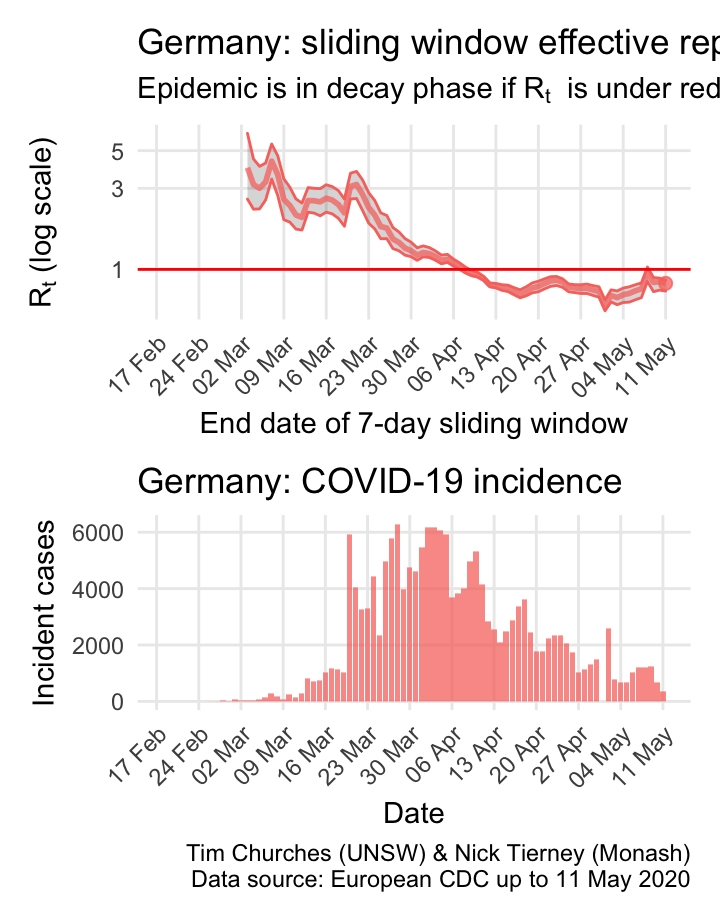 Germany: sliding window effective rep
Epidemic is in decay phase if Rt is under red
Rt (log scale)
5
3
1
17 Feb
24 Feb
02 Mar
09 Mar
16 Mar
23 Mar
30 Mar
06 Apr
13 Apr
20 Apr
27 Apr
04 May
11 May
End date of 7-day sliding window
Germany: COVID-19 incidence
Incident cases
6000
4000
2000
0
17 Feb
24 Feb
02 Mar
09 Mar
16 Mar
23 Mar
30 Mar
06 Apr
13 Apr
20 Apr
27 Apr
04 May
11 May
Date
Tim Churches (UNSW) & Nick Tierney (Monash)
Data source: European CDC up to 11 May 2020